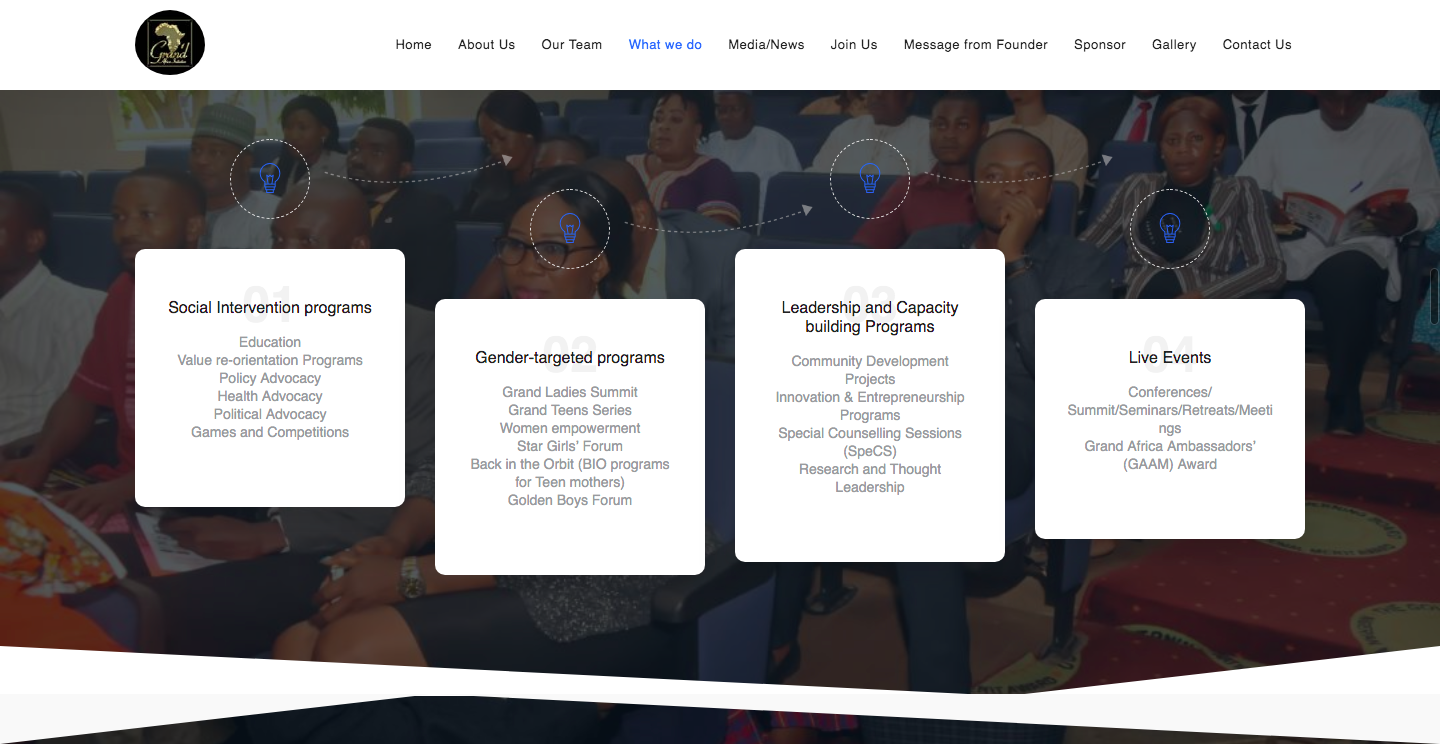 Grand
Home About Us Our Team What we do Media/News Join Us Message from Founder Sponsor Gallery Contact Us
01
Social Intervention programs
Education
Value re-orientation Programs
Policy Advocacy
Health Advocacy
Political Advocacy
Games and Competitions
02
Gender-targeted programs
Grand Ladies Summit
Grand Teens Series
Women empowerment
Star Girls’ Forum
Back in the Orbit (BIO programs
for Teen mothers)
Golden Boys Forum
03
Leadership and Capacity
building Programs
Community Development
Projects
Innovation & Entrepreneurship
Programs
Special Counselling Sessions
(SpeCS)
Research and Thought
Leadership
04
Live Events
Conferences/
Summit/Seminars/Retreats/Meeti
ngs
Grand Africa Ambassadors’
(GAAM) Award